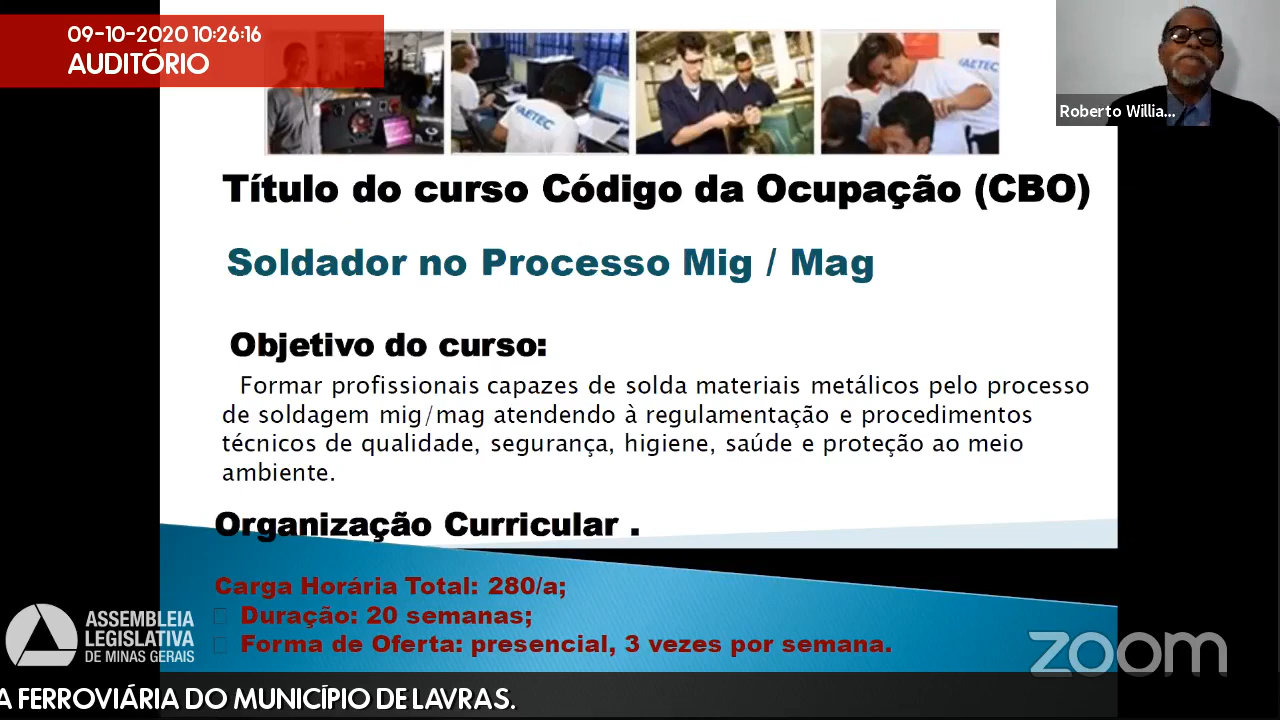 09-10-2020 10:26:16
AUDITÓRIO
AETEC
AETEC
Roberto Willia...
Título do curso Código da Ocupação (CBO)
Soldador no Processo Mig / Mag
Objetivo do curso:
Formar profissionais capazes de solda materiais metálicos pelo processo
de soldagem mig/mag atendendo à regulamentação e procedimentos
técnicos de qualidade, segurança, higiene, saúde e proteção ao meio
ambiente.
Organização Curricular .
Carga Horária Total: 280/a;
Duração: 20 semanas;
Forma de Oferta: presencial, 3 vezes por semana.
ASSEMBLEIA
LEGISLATIVA
DE MINAS GERAIS
zoom
A FERROVIÁRIA DO MUNICÍPIO DE LAVRAS.